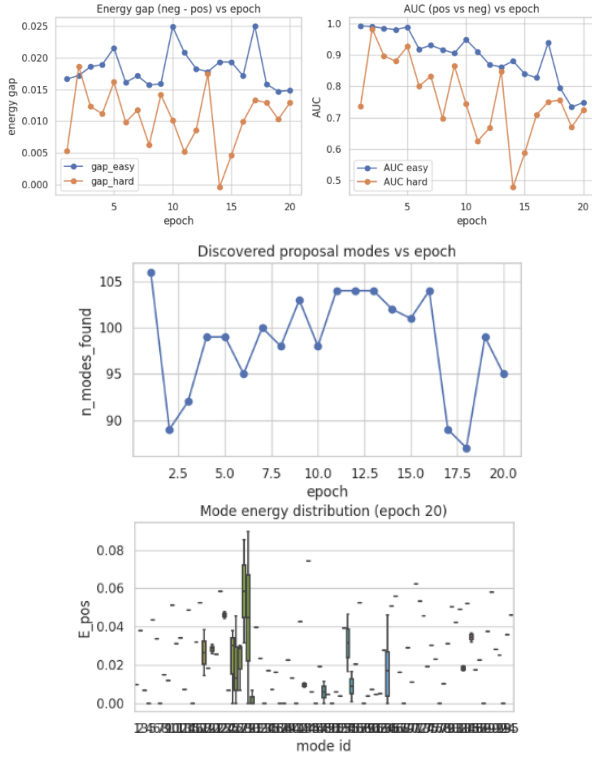 Energy gap (neg - pos) vs epoch
energy gap
0.025
0.020
0.015
0.010
0.005
0.000
gap_easy
gap_hard
5
10
15
20
epoch
AUC (pos vs neg) vs epoch
AUC
1.0
0.9
0.8
0.7
0.6
0.5
AUC easy
AUC hard
5
10
15
20
epoch
Discovered proposal modes vs epoch
n_modes_found
105
100
95
90
2.5
5.0
7.5
10.0
12.5
15.0
17.5
20.0
epoch
Mode energy distribution (epoch 20)
E_pos
0.08
0.06
0.04
0.02
0.00
mode id